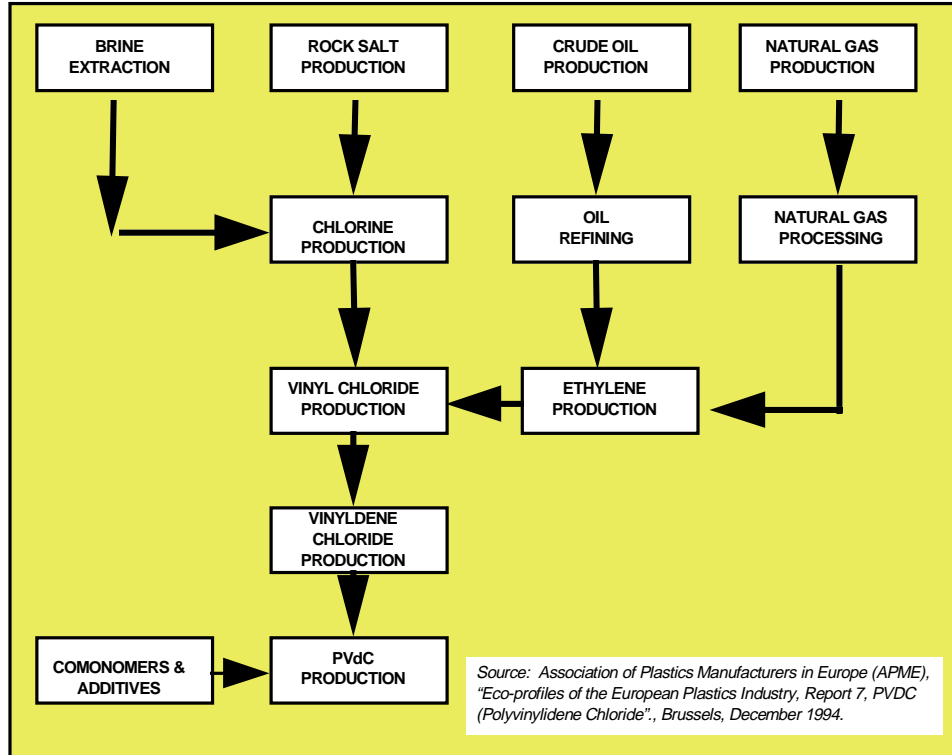 BRINE
EXTRACTION
ROCK SALT
PRODUCTION
CRUDE OIL
PRODUCTION
NATURAL GAS
PRODUCTION
CHLORINE
PRODUCTION
OIL
REFINING
NATURAL GAS
PROCESSING
VINYL CHLORIDE
PRODUCTION
ETHYLENE
PRODUCTION
VINYLDENE
CHLORIDE
PRODUCTION
COMONOMERS &
ADDITIVES
PVdC
PRODUCTION
Source: Association of Plastics Manufacturers in Europe (APME),
“Eco-profiles of the European Plastics Industry, Report 7, PVDC
(Polyvinylidene Chloride”., Brussels, December 1994.